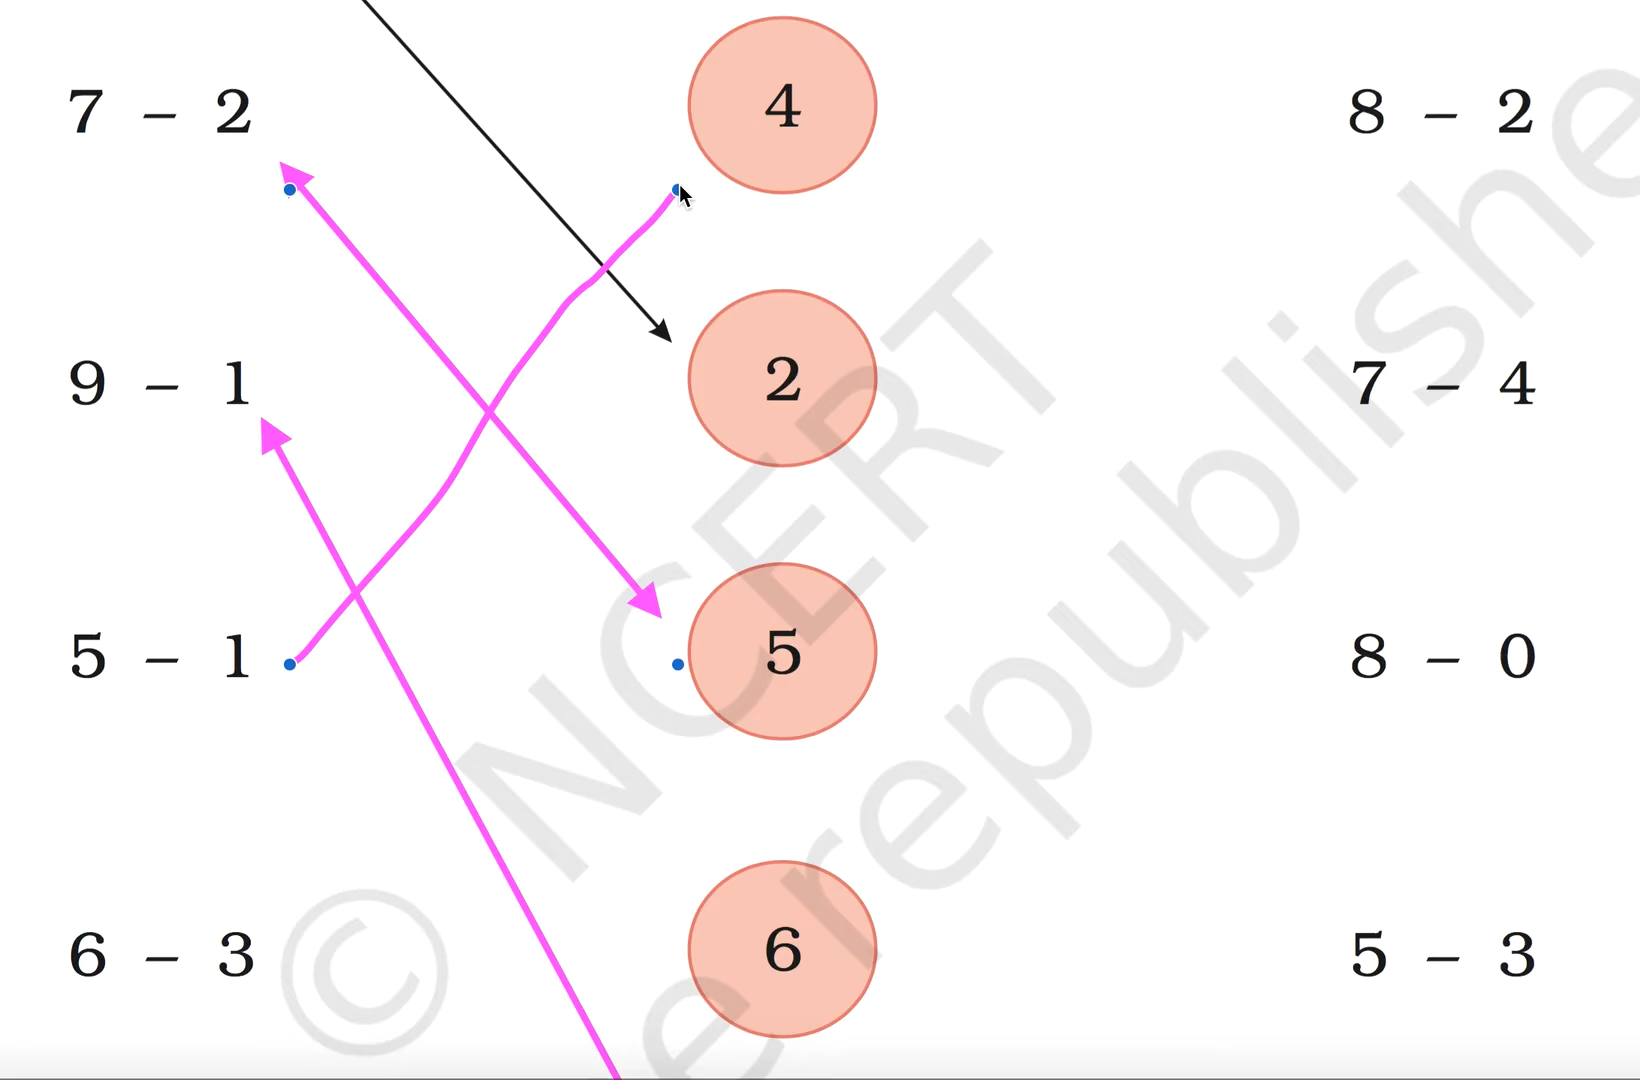 7 – 2 4 8 – 2
9 – 1 2 7 – 4
5 – 1 5 8 – 0
6 – 3 6 5 – 3
© NCERT
e republishe